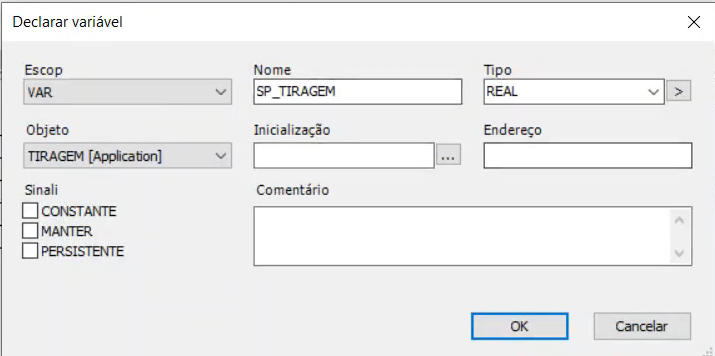 Declarar variável
Escop Nome Tipo
VAR SP_TIRAGEM REAL >
Objeto Inicialização Endereço
TIRAGEM [Application] ...
Sinali Comentário
CONSTANTE
MANTER
PERSISTENTE
OK Cancelar